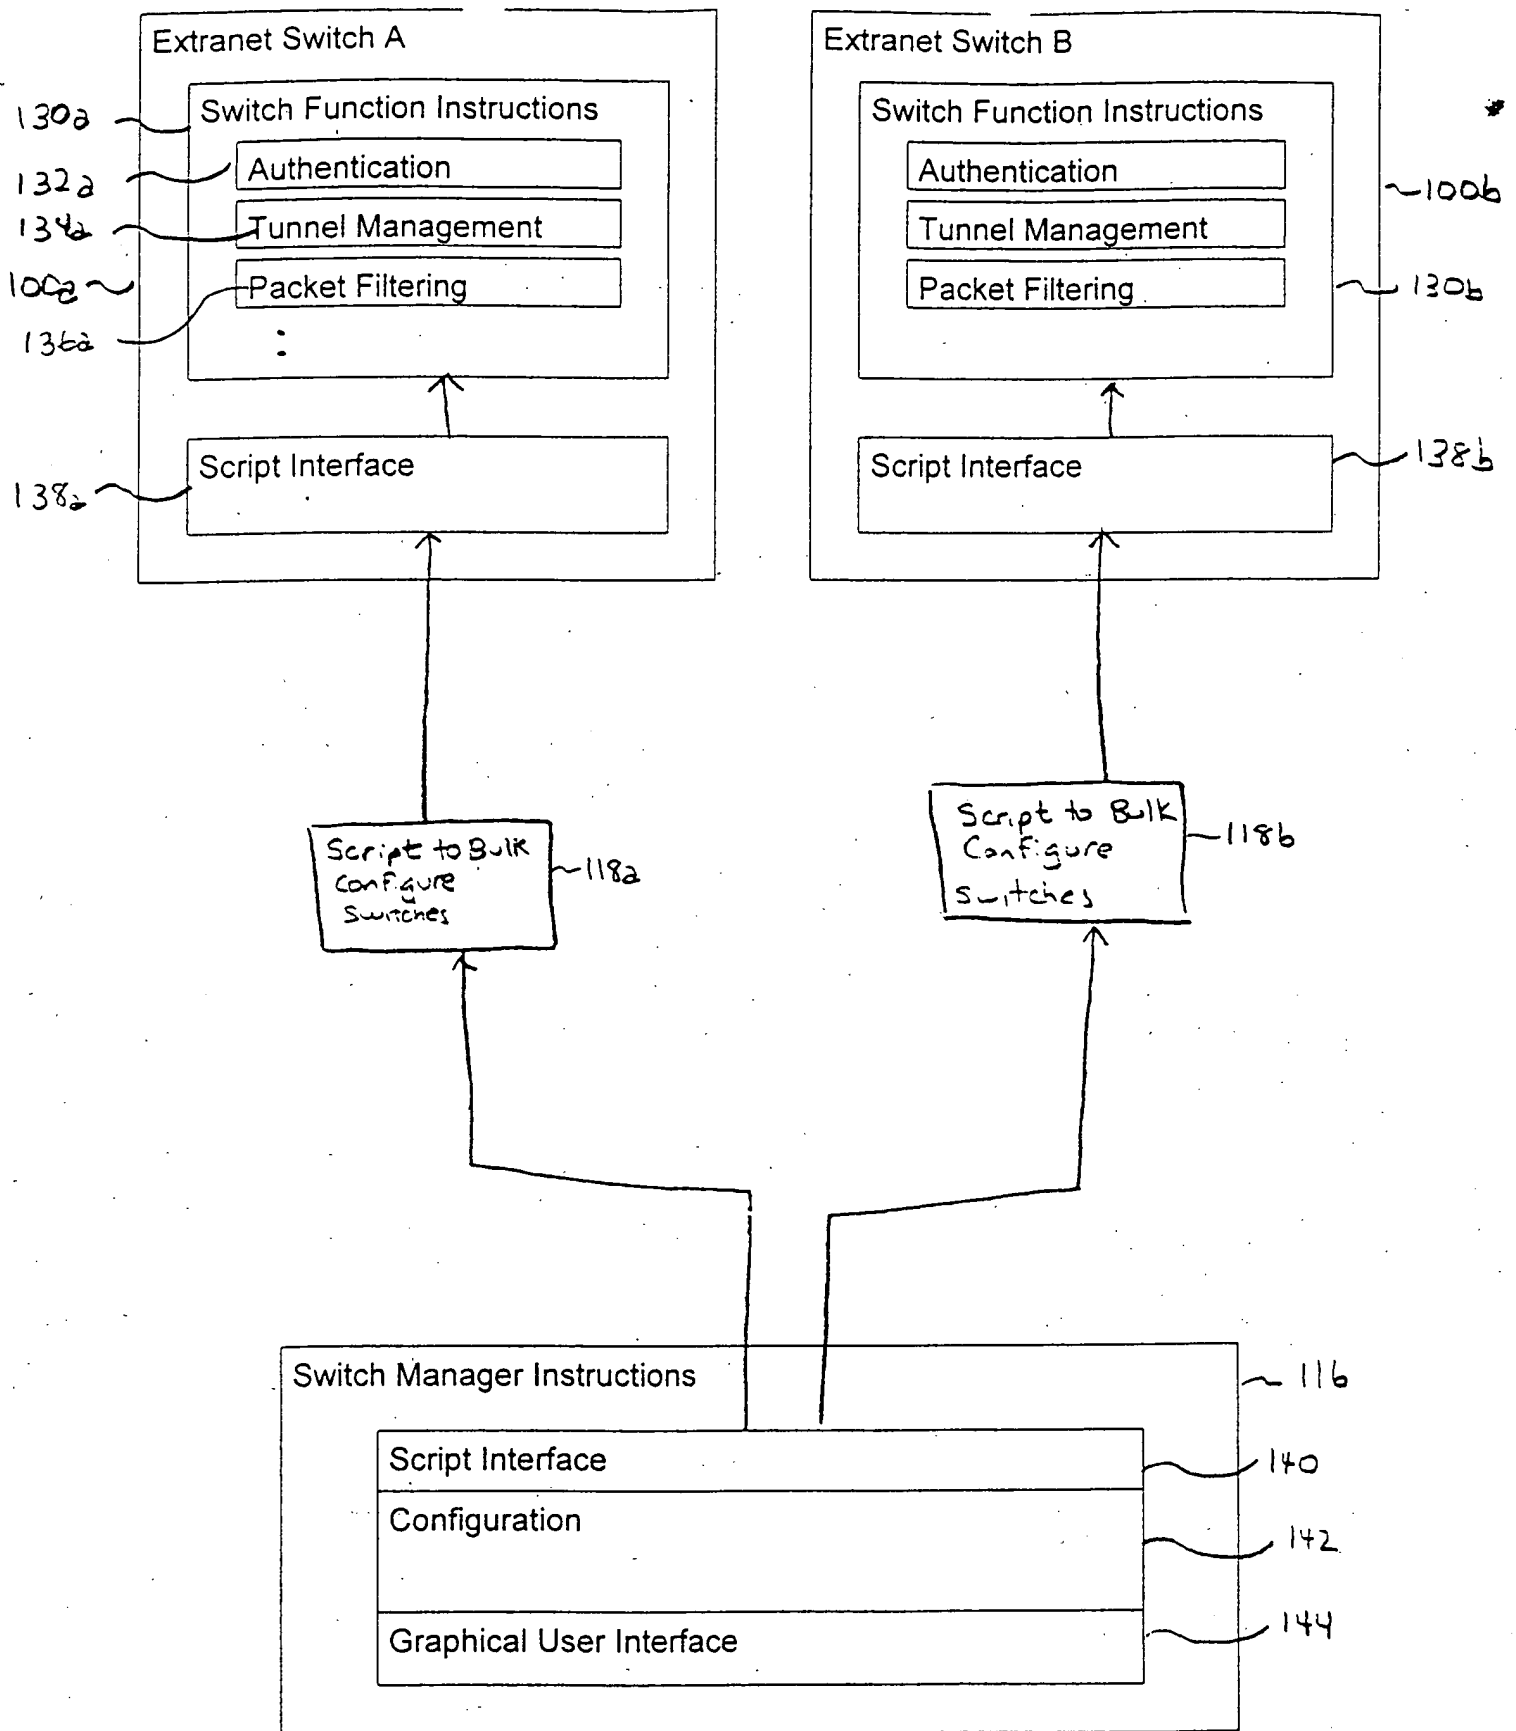 Extranet Switch A
Switch Function Instructions
Authentication
Tunnel Management
Packet Filtering
:
Script Interface
130a
132a
134a
100a
136a
138a
Extranet Switch B
Switch Function Instructions
Authentication
Tunnel Management
Packet Filtering
Script Interface
100b
130b
138b
Script to Bulk
Configure
Switches
118a
Script to Bulk
Configure
Switches
118b
Switch Manager Instructions
116
Script Interface
140
Configuration
142
Graphical User Interface
144